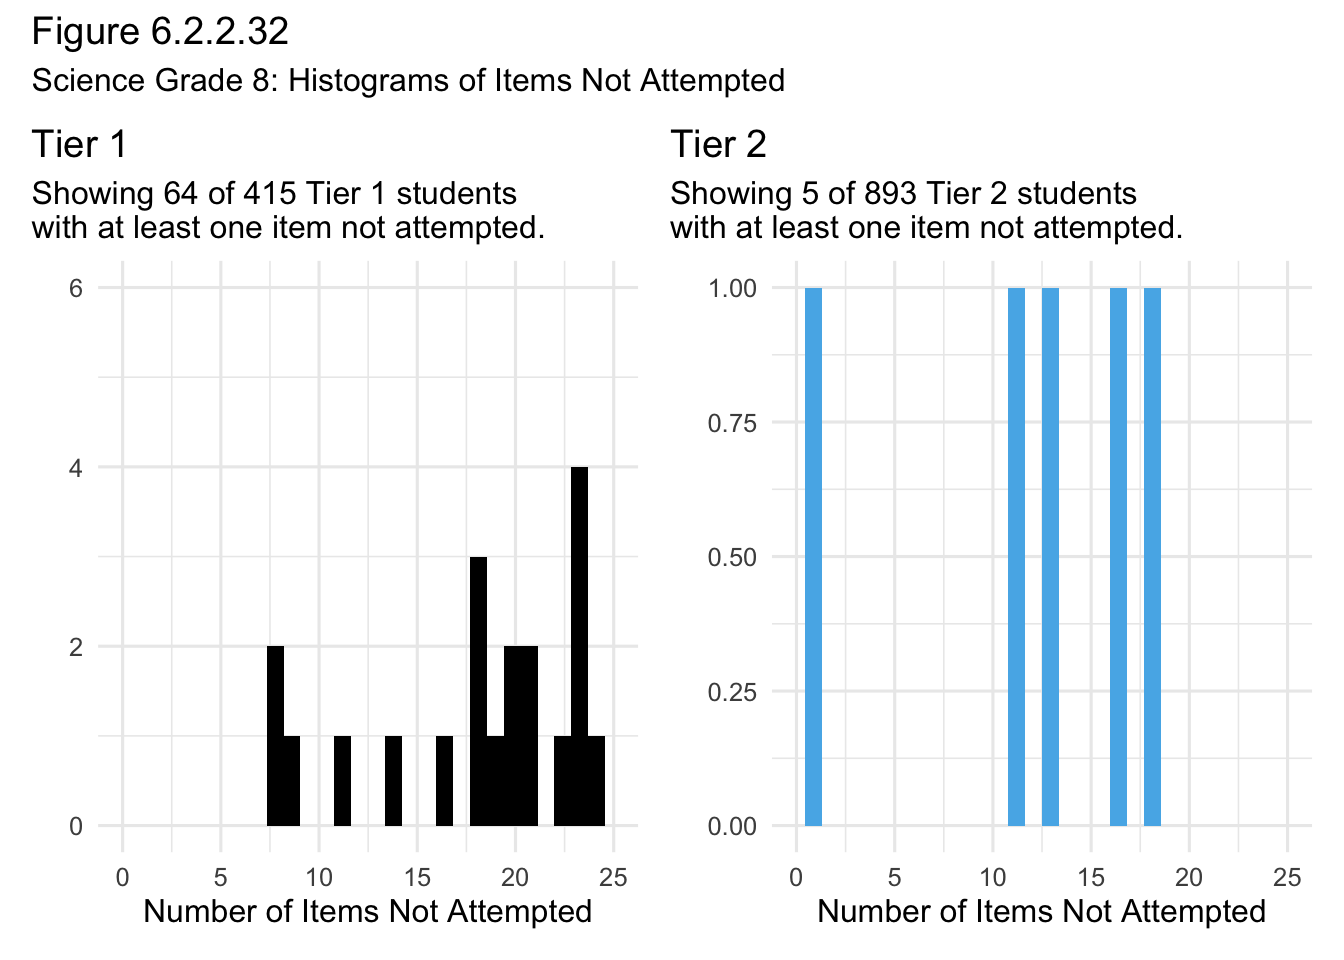 Figure 6.2.2.32
Science Grade 8: Histograms of Items Not Attempted
Tier 1
Showing 64 of 415 Tier 1 students
with at least one item not attempted.
6
4
2
0
0 5 10 15 20 25
Number of Items Not Attempted
Tier 2
Showing 5 of 893 Tier 2 students
with at least one item not attempted.
1.00
0.75
0.50
0.25
0.00
0 5 10 15 20 25
Number of Items Not Attempted